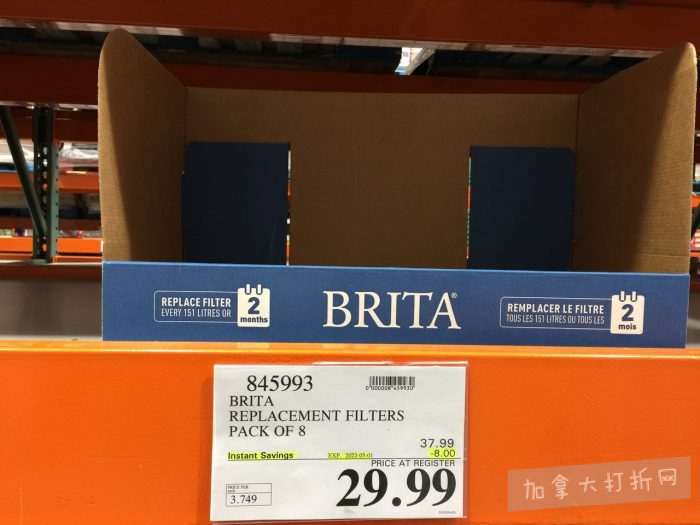 REPLACE FILTER
EVERY 151 LITRES OR
2
months
BRITA®
REMPLACER LE FILTRE
TOUS LES 151 LITRES OU TOUS LES
2
mois
845993
BRITA
REPLACEMENT FILTERS
PACK OF 8
37.99
Instant Savings
-8.00
PRICE AT REGISTER
3.749
29.99
加拿大打折网